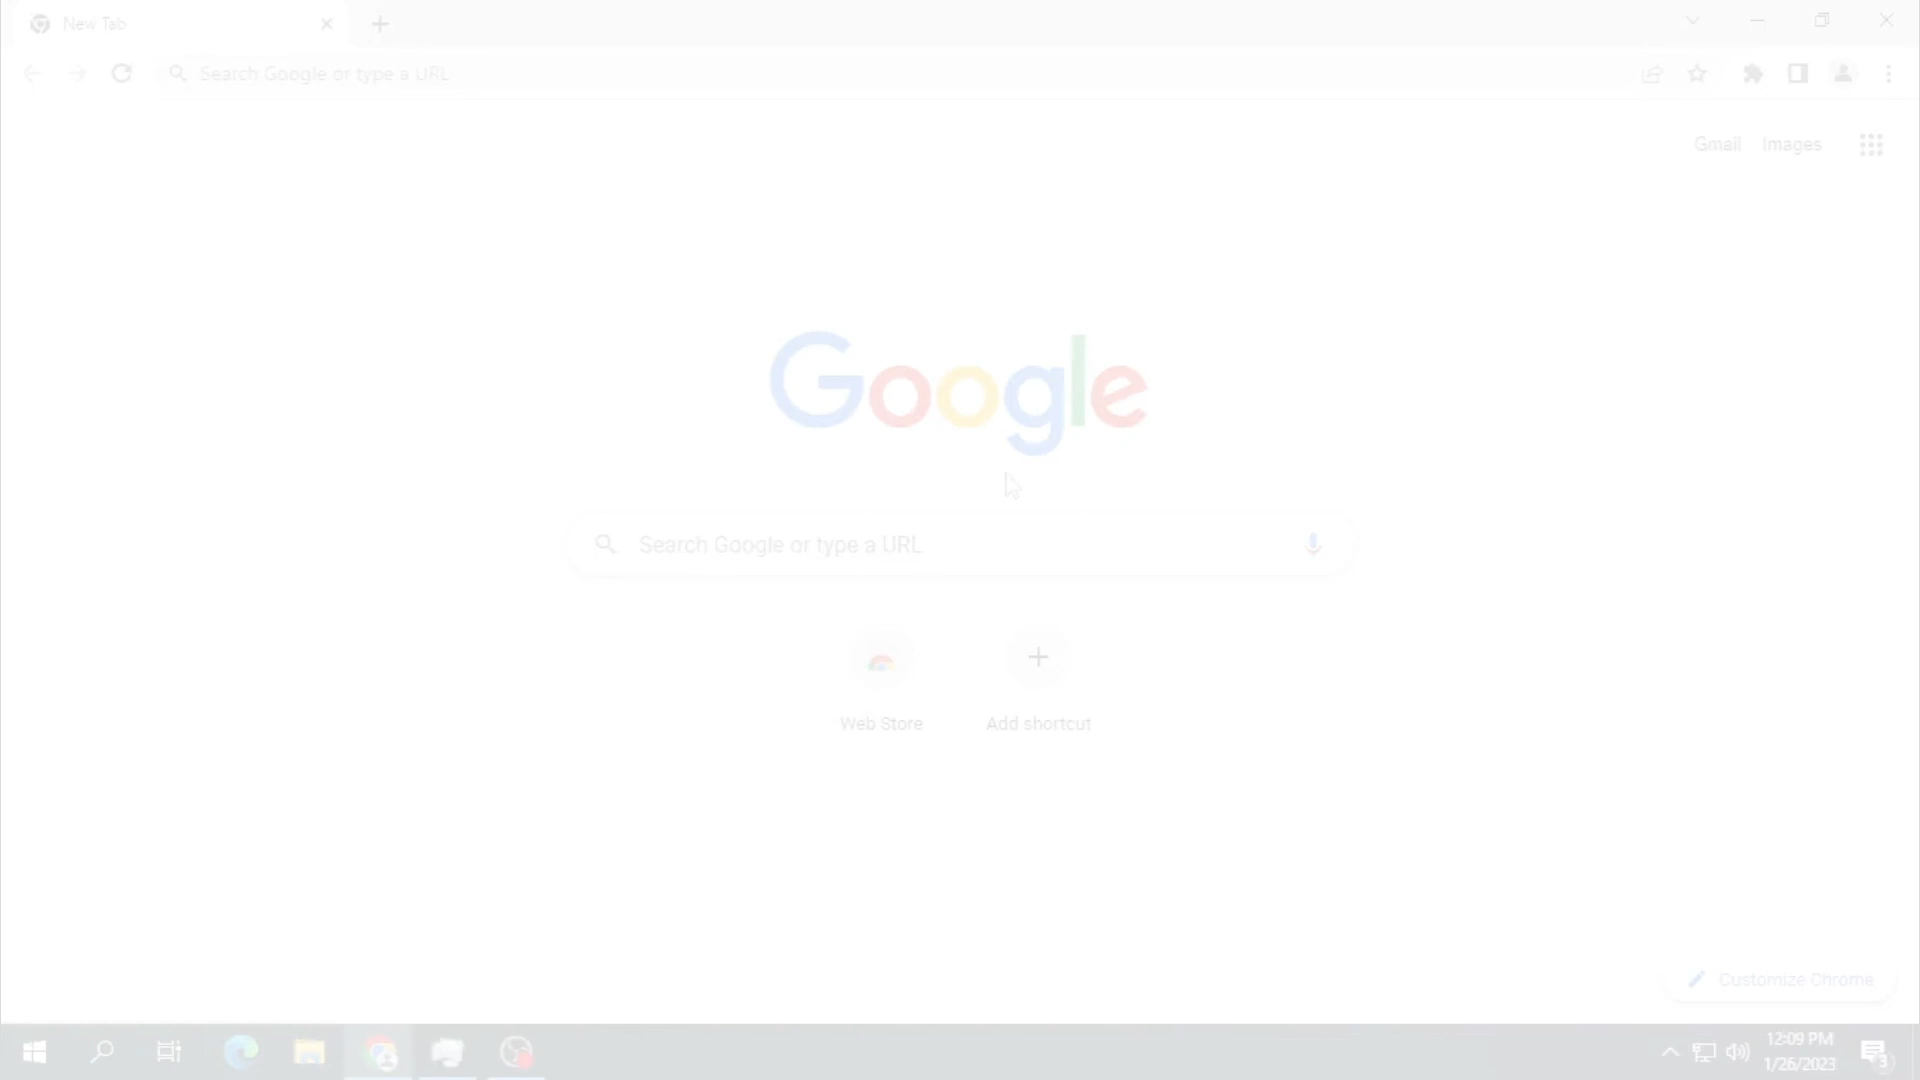 New Tab
Search Google or type a URL
Gmail Images
Google
Search Google or type a URL
Web Store Add shortcut
Customize Chrome
12:09 PM
1/26/2023
3